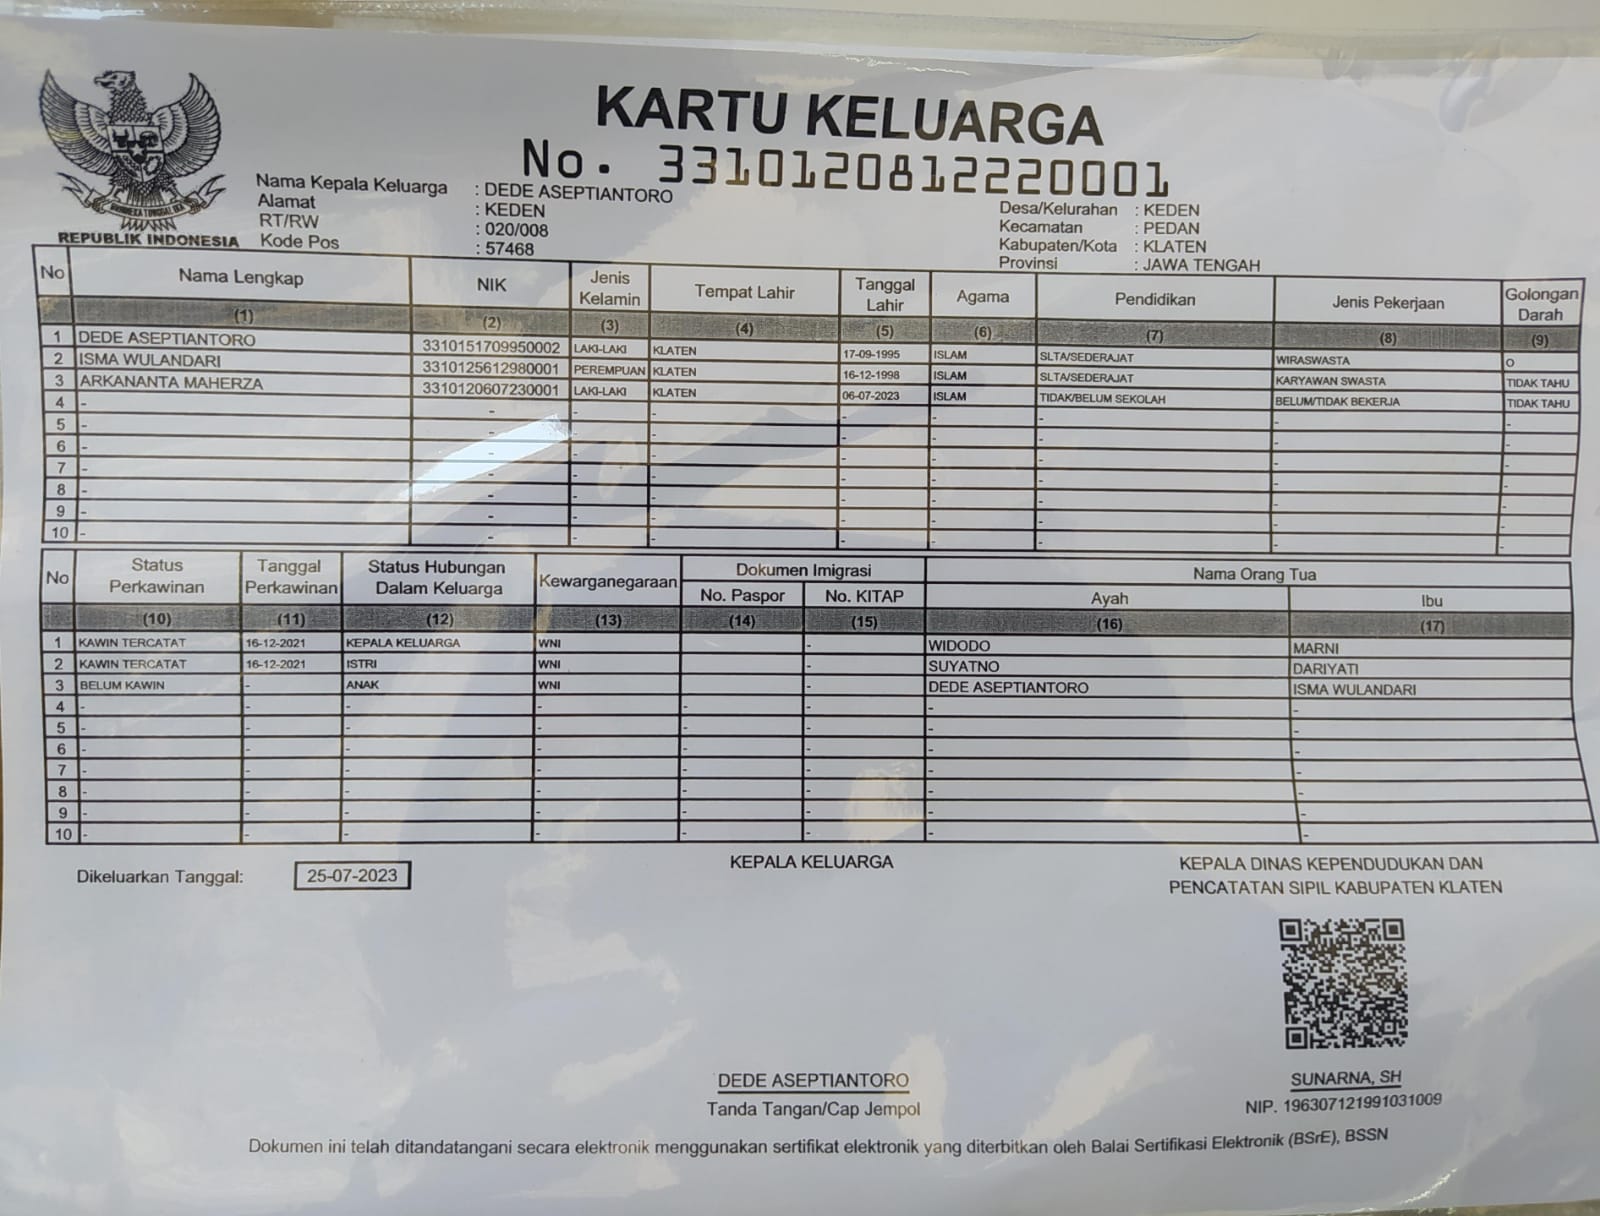 KARTU KELUARGA
No. 3310120812220001
Nama Kepala Keluarga : DEDE ASEPTIANTORO
Alamat : KEDEN
RT/RW : 020/008
Kode Pos : 57468
Desa/Kelurahan : KEDEN
Kecamatan : PEDAN
Kabupaten/Kota : KLATEN
Provinsi : JAWA TENGAH
BHINNEKA TUNGGAL IKA
REPUBLIK INDONESIA
No Nama Lengkap NIK Jenis Kelamin Tempat Lahir Tanggal Lahir Agama Pendidikan Jenis Pekerjaan Golongan Darah
(1) (2) (3) (4) (5) (6) (7) (8) (9)
1 DEDE ASEPTIANTORO 3310151709950002 LAKI-LAKI KLATEN 17-09-1995 ISLAM SLTA/SEDERAJAT WIRASWASTA O
2 ISMA WULANDARI 3310125612980001 PEREMPUAN KLATEN 16-12-1998 ISLAM SLTA/SEDERAJAT KARYAWAN SWASTA TIDAK TAHU
3 ARKANANTA MAHERZA 3310120607230001 LAKI-LAKI KLATEN 06-07-2023 ISLAM TIDAK/BELUM SEKOLAH BELUM/TIDAK BEKERJA TIDAK TAHU
4 - - - - - - - - -
5 - - - - - - - - -
6 - - - - - - - - -
7 - - - - - - - - -
8 - - - - - - - - -
9 - - - - - - - - -
10 - - - - - - - - -
No Status Perkawinan Tanggal Perkawinan Status Hubungan Dalam Keluarga Kewarganegaraan Dokumen Imigrasi Nama Orang Tua
No. Paspor No. KITAP Ayah Ibu
(10) (11) (12) (13) (14) (15) (16) (17)
1 KAWIN TERCATAT 16-12-2021 KEPALA KELUARGA WNI - WIDODO MARNI
2 KAWIN TERCATAT 16-12-2021 ISTRI WNI - SUYATNO DARIYATI
3 BELUM KAWIN - ANAK WNI - DEDE ASEPTIANTORO ISMA WULANDARI
4 - - - - - - - -
5 - - - - - - - -
6 - - - - - - - -
7 - - - - - - - -
8 - - - - - - - -
9 - - - - - - - -
10 - - - - - - - -
Dikeluarkan Tanggal: 25-07-2023
KEPALA KELUARGA
KEPALA DINAS KEPENDUDUKAN DAN
PENCATATAN SIPIL KABUPATEN KLATEN
DEDE ASEPTIANTORO
Tanda Tangan/Cap Jempol
SUNARNA, SH
NIP. 196307121991031009
Dokumen ini telah ditandatangani secara elektronik menggunakan sertifikat elektronik yang diterbitkan oleh Balai Sertifikasi Elektronik (BSrE), BSSN